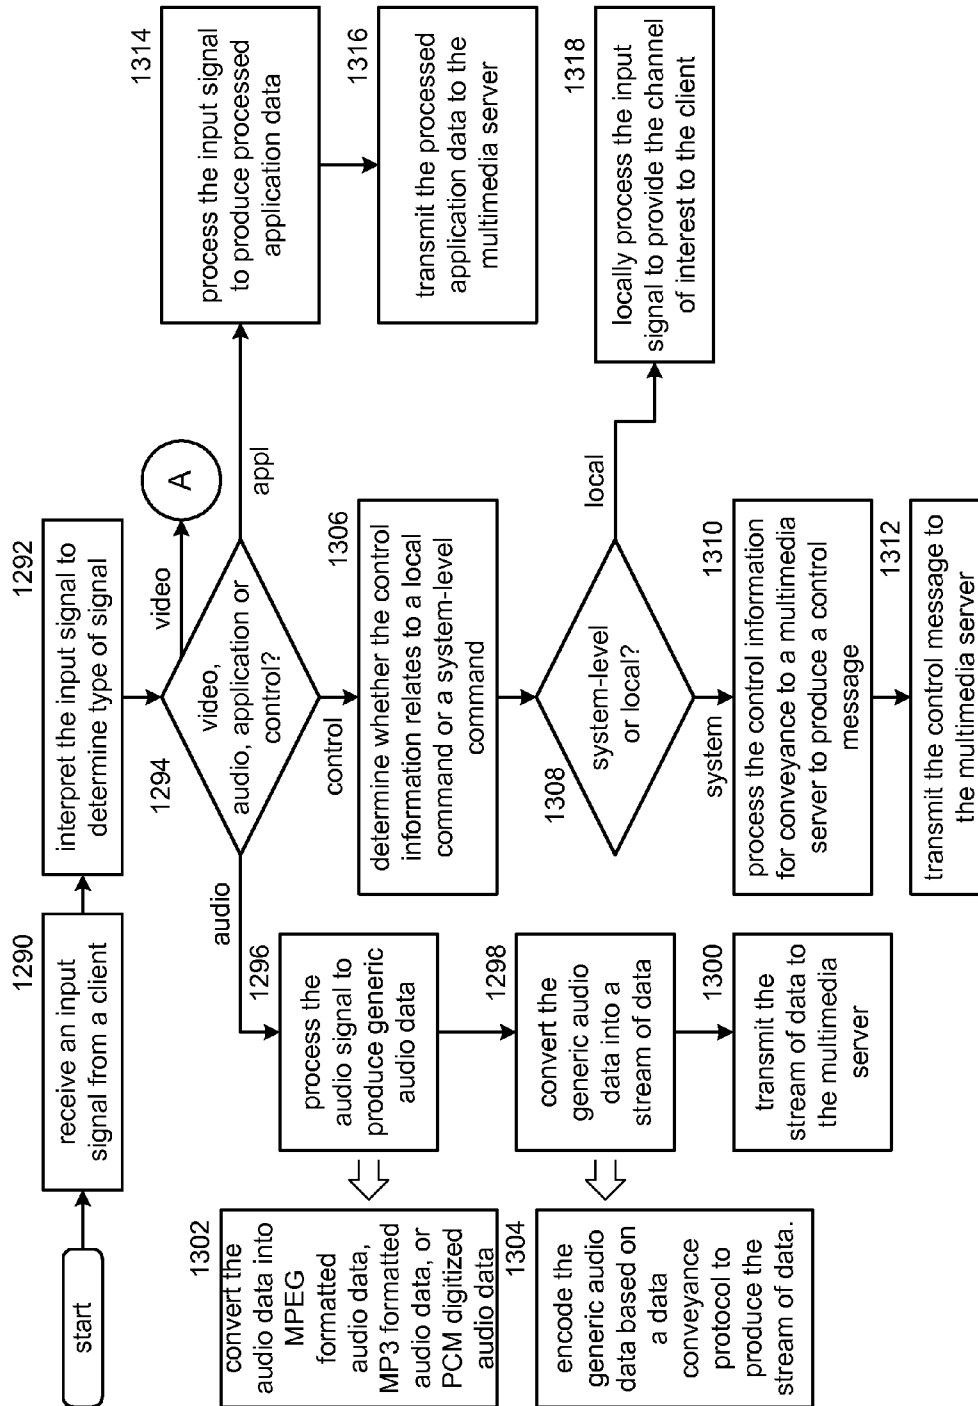 start
1290
receive an input
signal from a client
1292
interpret the input signal to
determine type of signal
1294
video,
audio, application or
control?
video
A
audio
control
appl
1296
process the
audio signal to
produce generic
audio data
1302
convert the
audio data into
MPEG
formatted
audio data,
MP3 formatted
audio data, or
PCM digitized
audio data
1298
convert the
generic audio
data into a
stream of data
1304
encode the
generic audio
data based on
a data
conveyance
protocol to
produce the
stream of data.
1300
transmit the
stream of data to
the multimedia
server
1306
determine whether the control
information relates to a local
command or a system-level
command
1308
system-level
or local?
system
local
1310
process the control information
for conveyance to a multimedia
server to produce a control
message
1312
transmit the control message to
the multimedia server
1314
process the input signal
to produce processed
application data
1316
transmit the processed
application data to the
multimedia server
1318
locally process the input
signal to provide the channel
of interest to the client